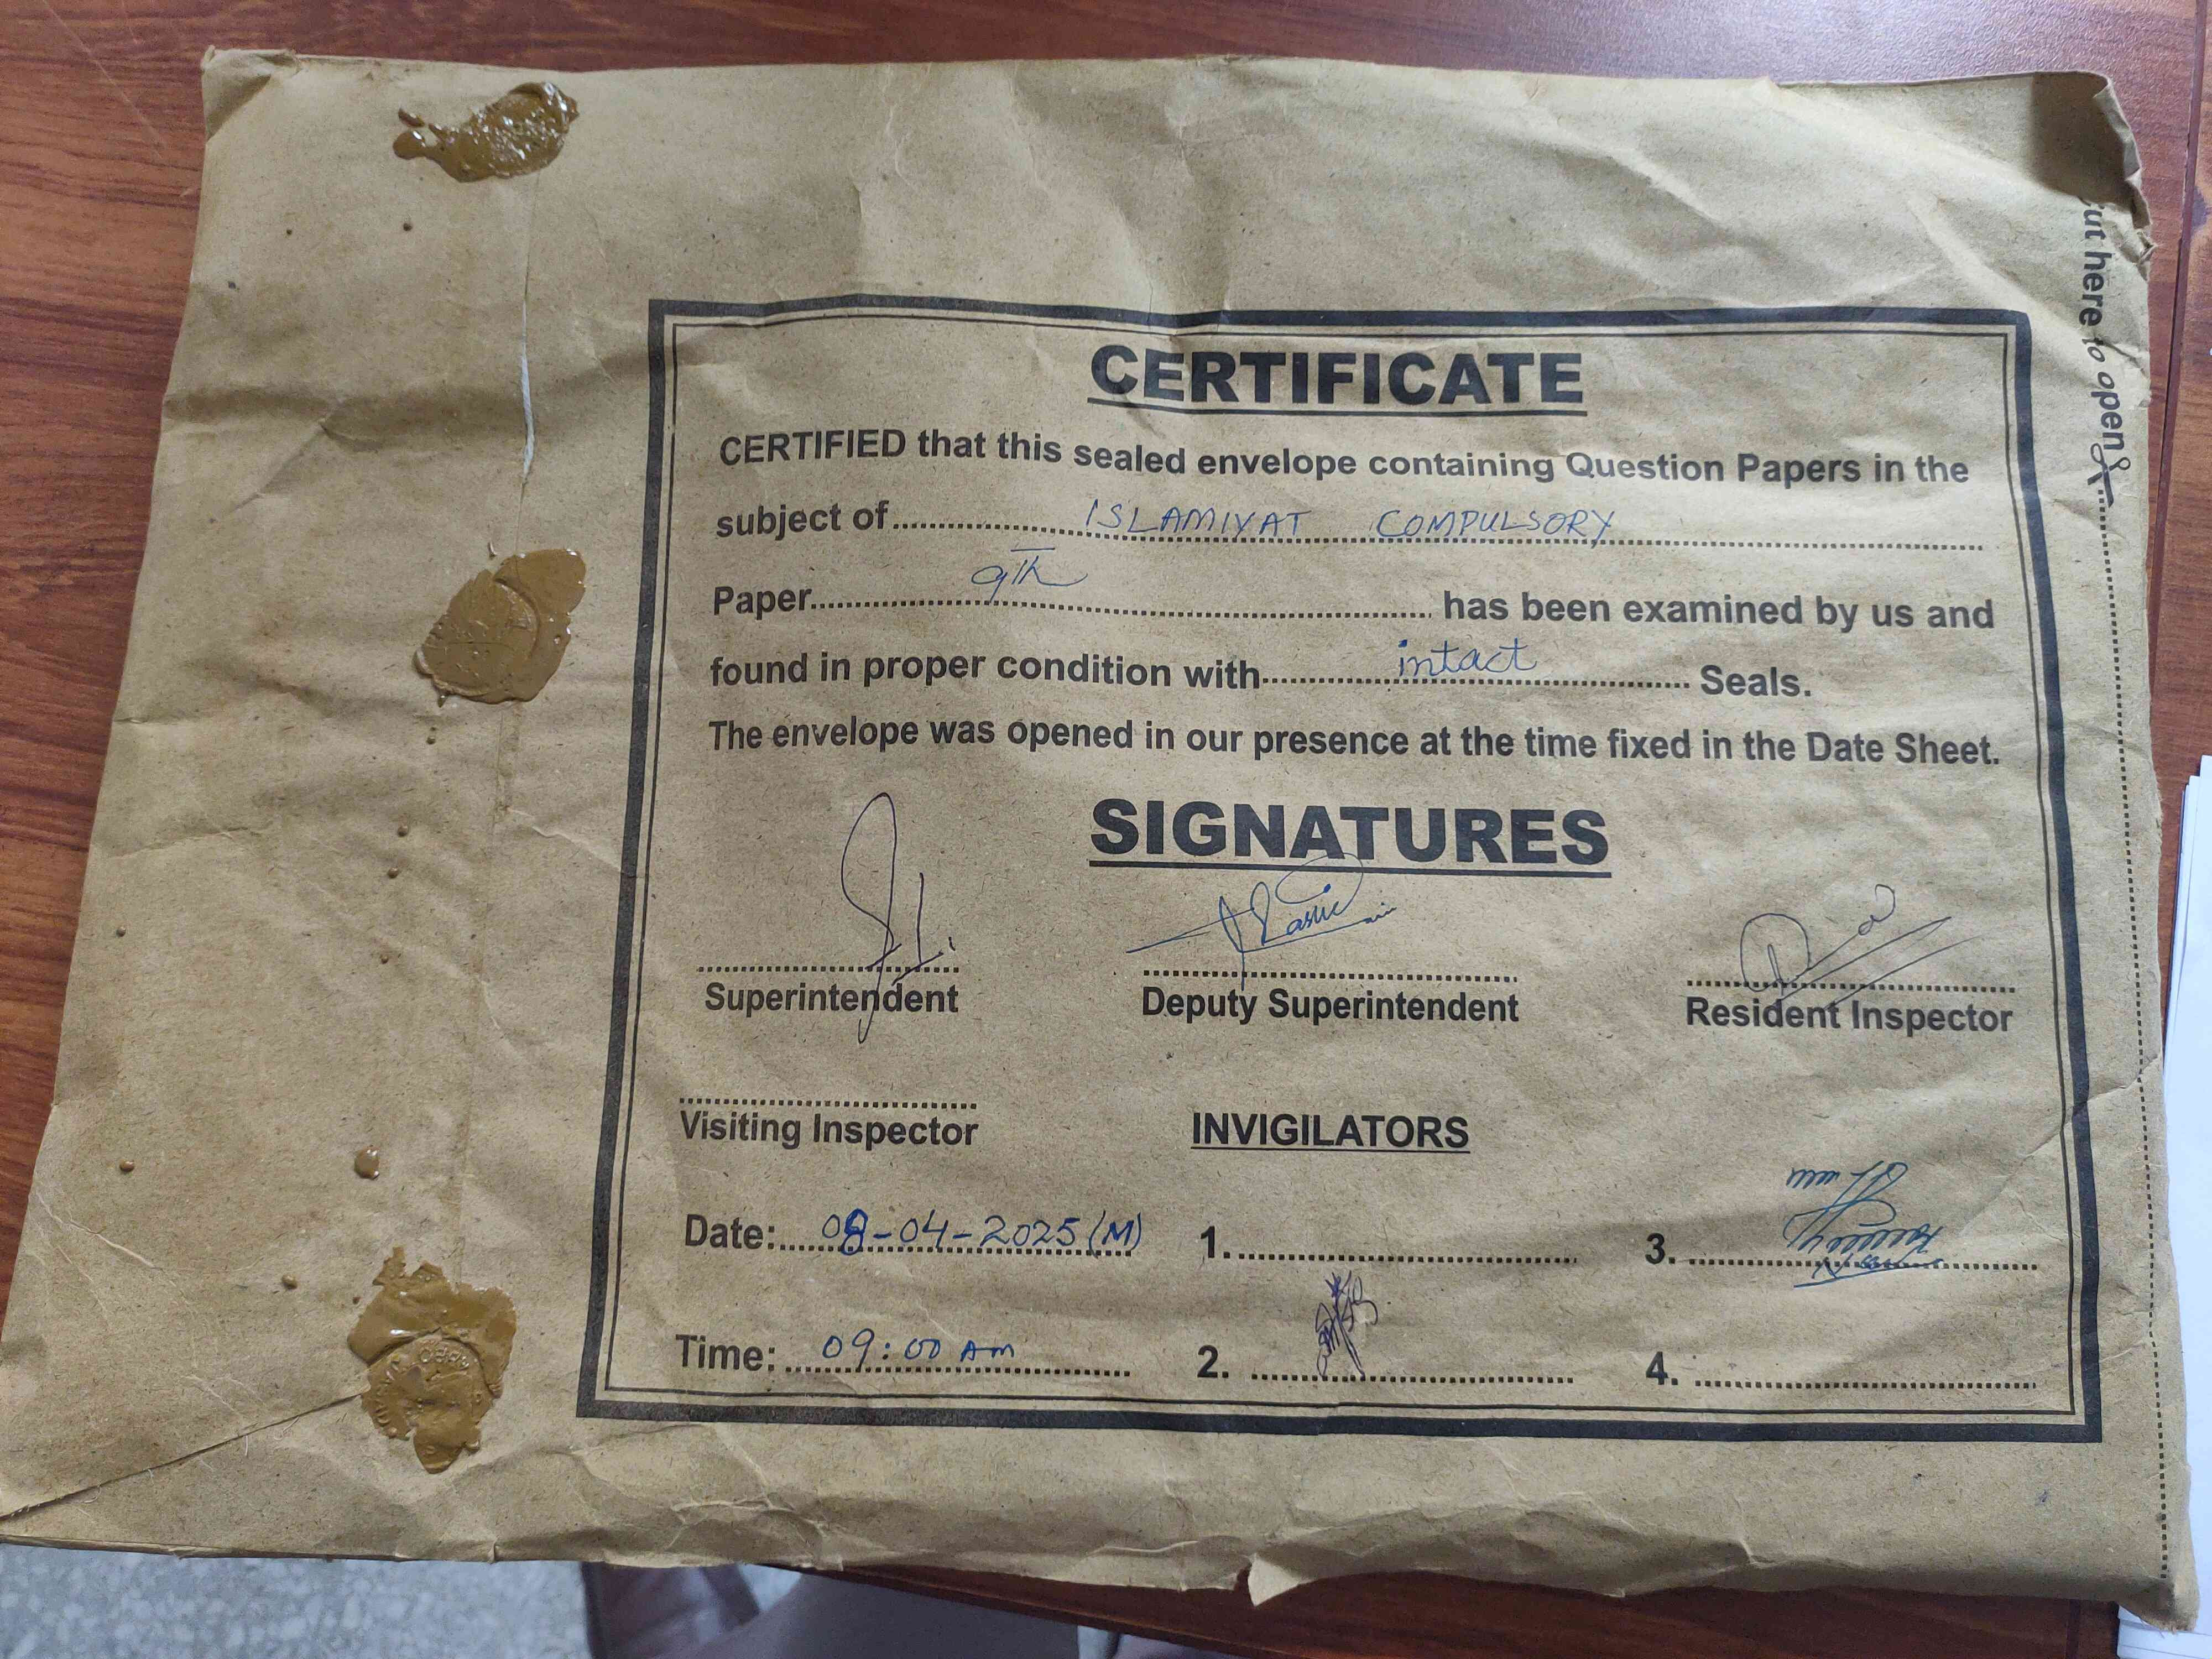 CERTIFICATE
CERTIFIED that this sealed envelope containing Question Papers in the
subject of.......ISLAMIYAT COMPULSORY.......
Paper.......9Th....... has been examined by us and
found in proper condition with.......intact....... Seals.
The envelope was opened in our presence at the time fixed in the Date Sheet.
SIGNATURES
Superintendent Deputy Superintendent Resident Inspector
Visiting Inspector INVIGILATORS
Date:...08-04-2025 (M) 1........ 3........
Time:...09:00 AM 2........ 4........
ut here to open